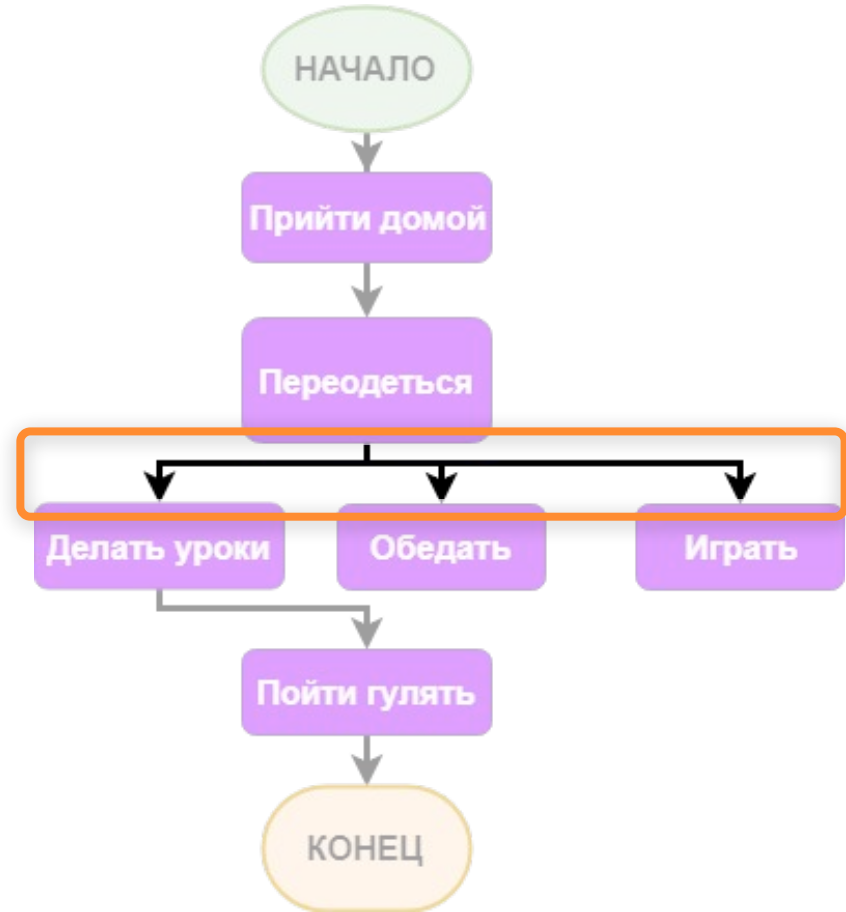 НАЧАЛО
Прийти домой
Переодеться
Делать уроки
Обедать
Играть
Пойти гулять
КОНЕЦ